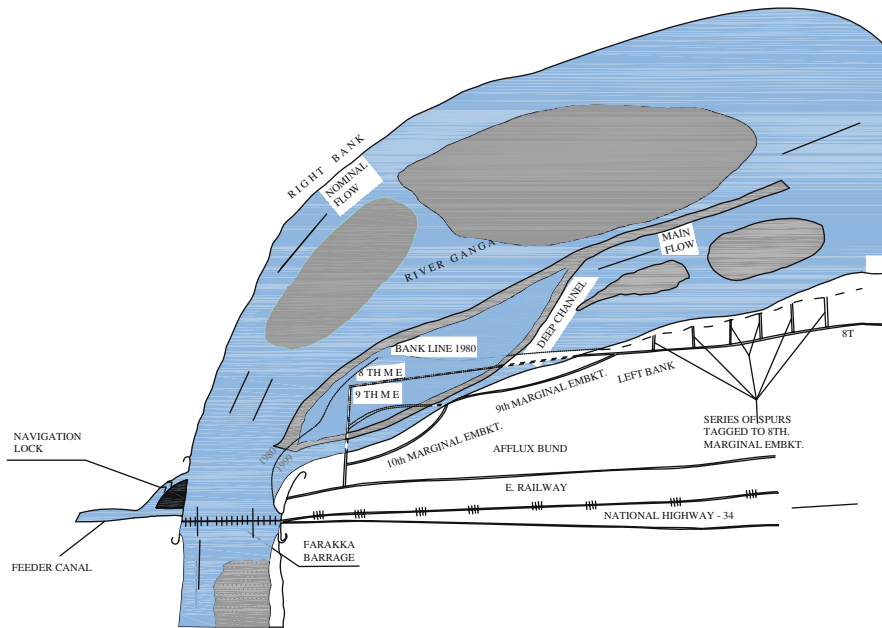 RIGHT BANK
NOMINAL
FLOW
RIVER GANGA
MAIN
FLOW
DEEP CHANNEL
BANK LINE 1980
8 TH M E
9 TH M E
8T
9th MARGINAL EMBKT.
LEFT BANK
10th MARGINAL EMBKT.
SERIES OF SPURS
TAGGED TO 8TH.
MARGINAL EMBKT.
AFFLUX BUND
1980
1999
NAVIGATION
LOCK
E. RAILWAY
NATIONAL HIGHWAY - 34
FARAKKA
BARRAGE
FEEDER CANAL